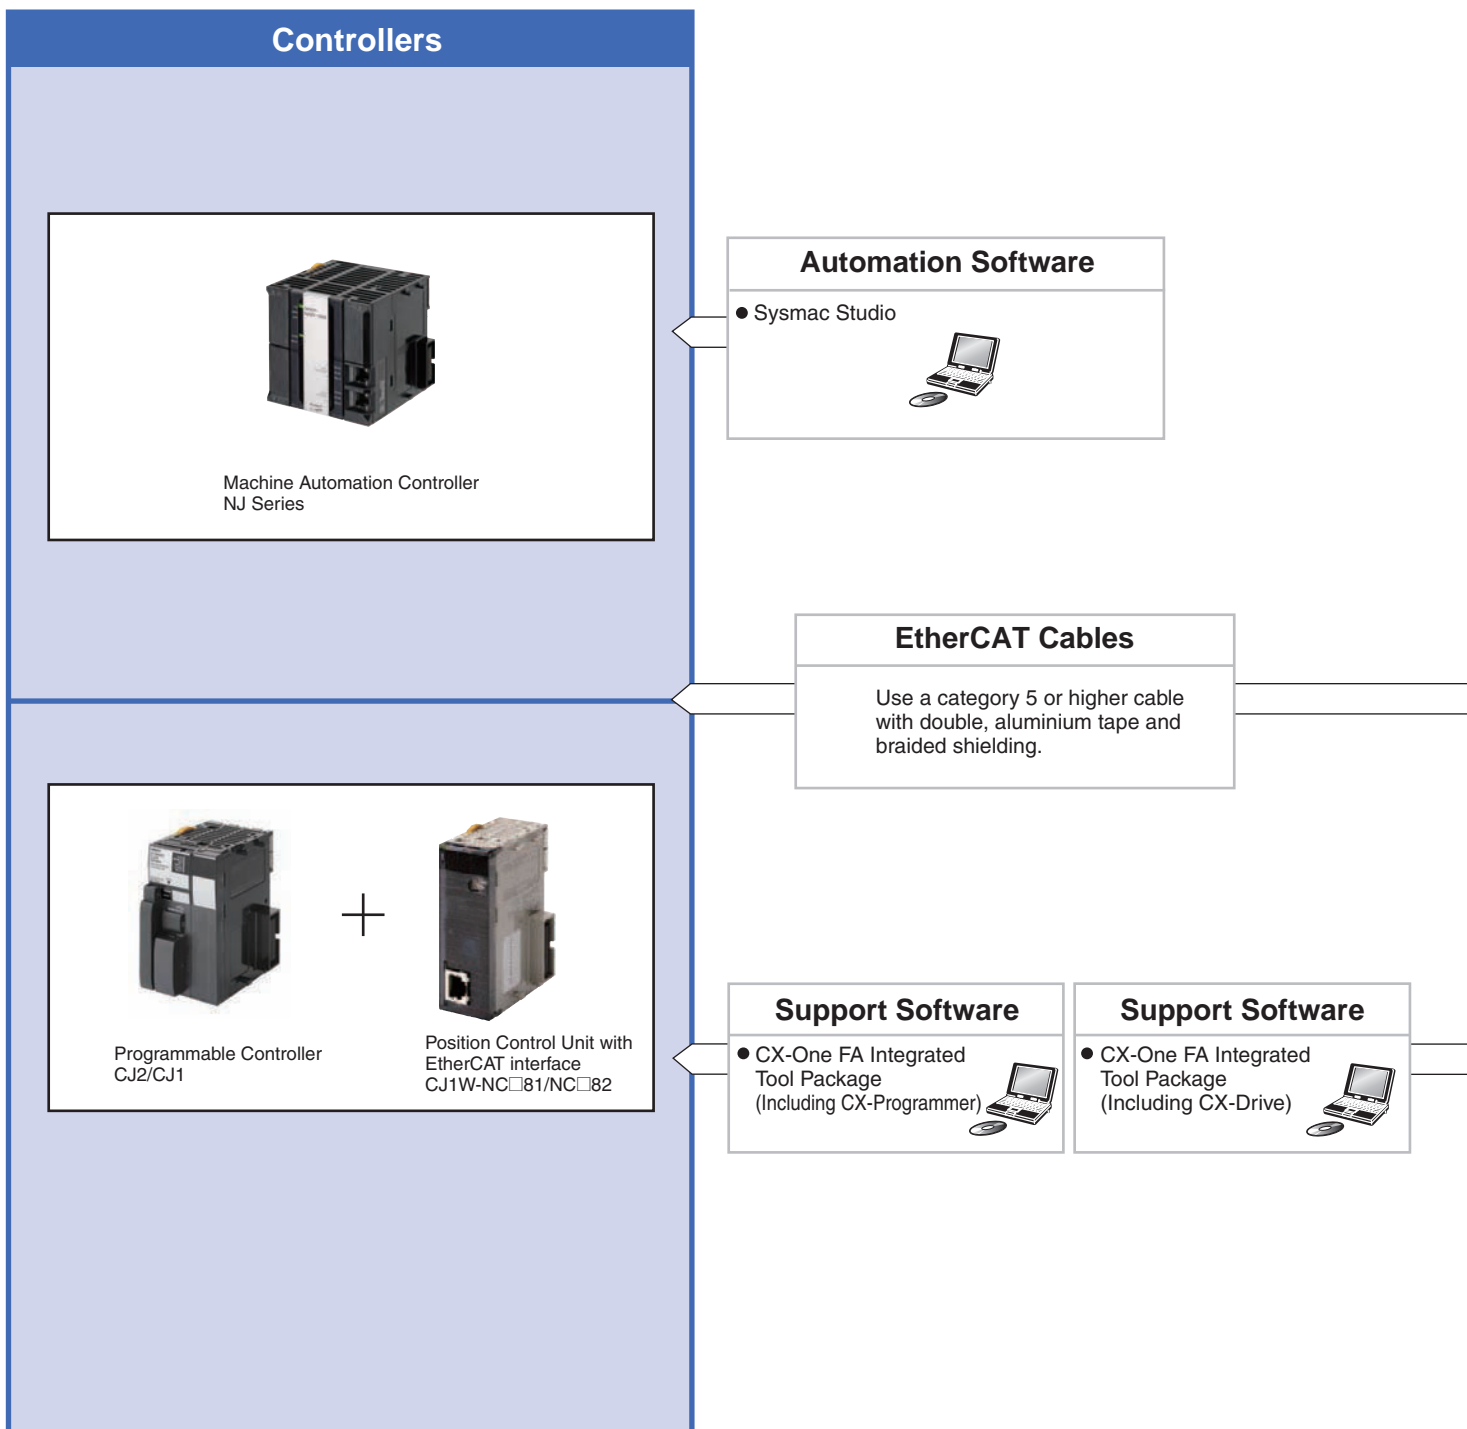 Controllers
Machine Automation Controller
NJ Series
Automation Software
● Sysmac Studio
EtherCAT Cables
Use a category 5 or higher cable
with double, aluminium tape and
braided shielding.
Programmable Controller
CJ2/CJ1
Position Control Unit with
EtherCAT interface
CJ1W-NC□81/NC□82
Support Software
● CX-One FA Integrated
Tool Package
(Including CX-Programmer)
Support Software
● CX-One FA Integrated
Tool Package
(Including CX-Drive)